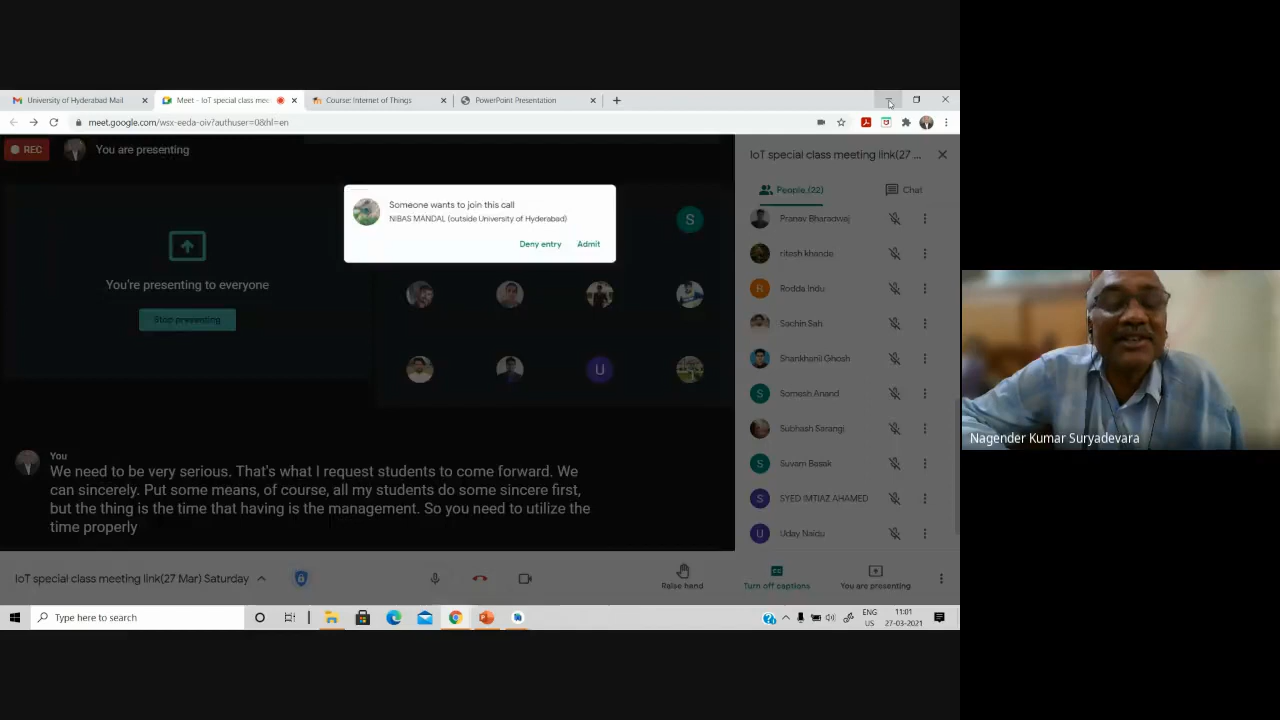 University of Hyderabad Mail
Meet - IoT special class mee
Course: Internet of Things
PowerPoint Presentation
meet.google.com/wsx-eeda-oiv?authuser=0&hl=en
REC
You are presenting
IoT special class meeting link(27 ...
Someone wants to join this call
NIBAS MANDAL (outside University of Hyderabad)
Deny entry
Admit
People (22)
Chat
S
You're presenting to everyone
Stop presenting
U
Pranav Bharadwaj
ritesh khande
R
Rodda Indu
Sachin Sah
Shankhanil Ghosh
S
Somesh Anand
Subhash Sarangi
S
Suvam Basak
S
SYED IMTIAZ AHAMED
U
Uday Naidu
You
We need to be very serious. That's what I request students to come forward. We
can sincerely. Put some means, of course, all my students do some sincere first,
but the thing is the time that having is the management. So you need to utilize the
time properly
Nagender Kumar Suryadevara
IoT special class meeting link(27 Mar) Saturday
Raise hand
CC
Turn off captions
You are presenting
Type here to search
ENG
US
11:01
27-03-2021